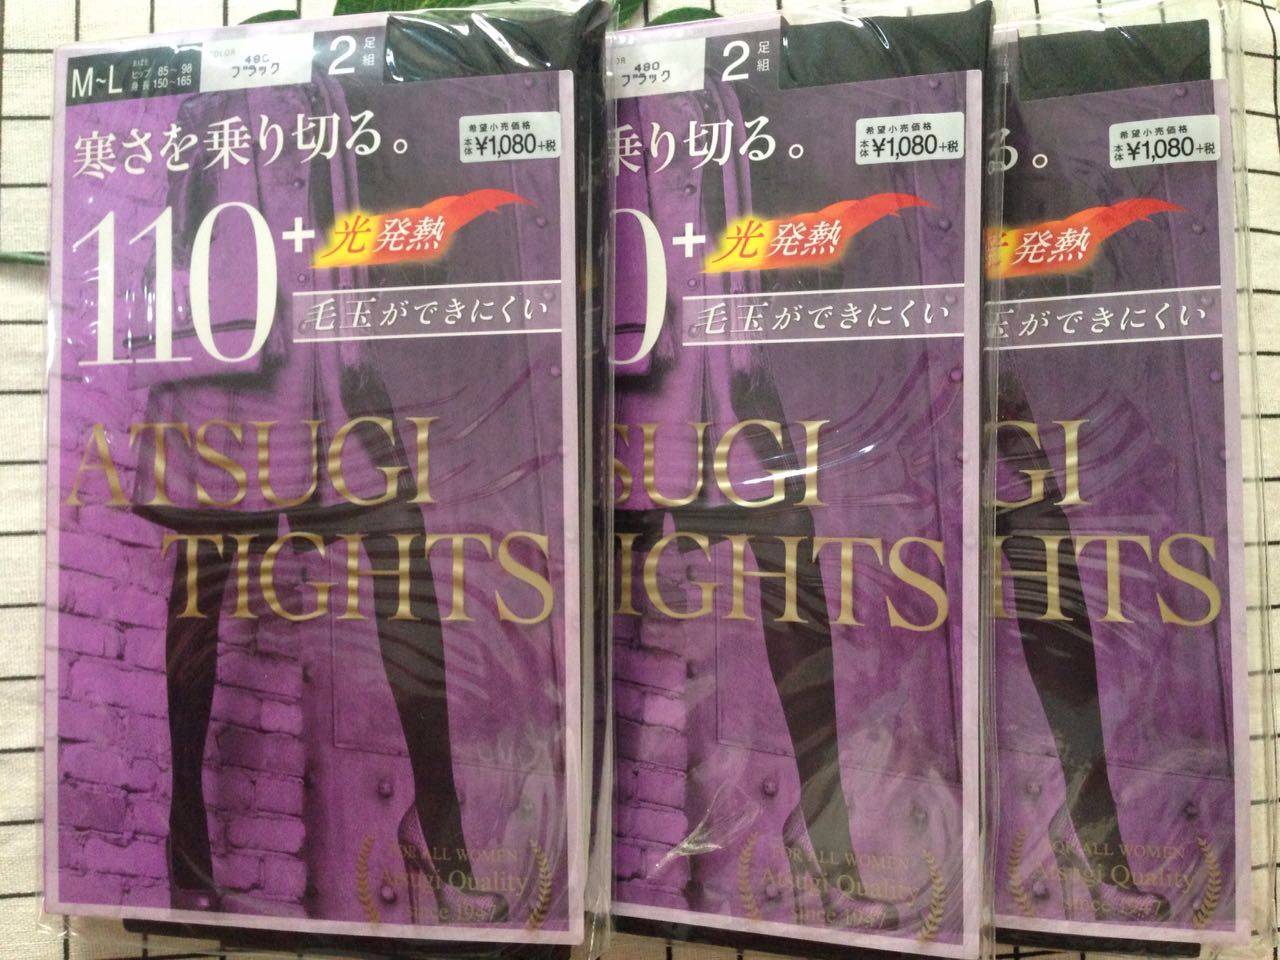 M~L
SIZE
ヒップ 85~98
身長 150~165
COLOR
480
ブラック
2足組
寒さを乗り切る。
希望小売価格
本体 ¥1,080+税
110+光発熱
毛玉ができにくい
ATSUGI
TIGHTS
FOR ALL WOMEN
Atsugi Quality
Since 1947
480
ブラック
2足組
乗り切る。
希望小売価格
本体 ¥1,080+税
0+光発熱
毛玉ができにくい
SUGI
IGHTS
FOR ALL WOMEN
Atsugi Quality
since 1947
る。
希望小売価格
本体 ¥1,080+税
光発熱
玉ができにくい
GI
HTS
FOR ALL WOMEN
Atsugi Quality
since 1947